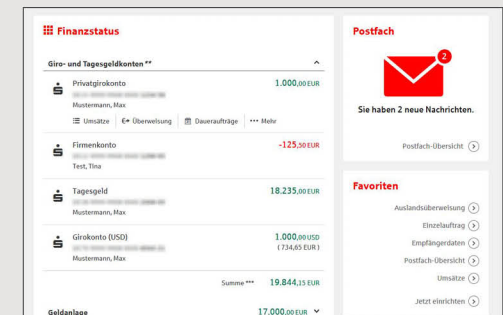 Finanzstatus
Giro- und Tagesgeldkonten **
Privatgirokonto 1.000,00 EUR
Mustermann, Max
Umsätze Überweisung Daueraufträge ••• Mehr
Firmenkonto -125,50 EUR
Test, Tina
Tagesgeld 18.235,00 EUR
Mustermann, Max
Girokonto (USD) 1.000,00 USD
( 734,65 EUR )
Mustermann, Max
Summe *** 19.844,15 EUR
Geldanlage 17.000,00 EUR
Postfach
2
Sie haben 2 neue Nachrichten.
Postfach-Übersicht
Favoriten
Auslandsüberweisung
Einzelauftrag
Empfängerdaten
Postfach-Übersicht
Umsätze
Jetzt einrichten